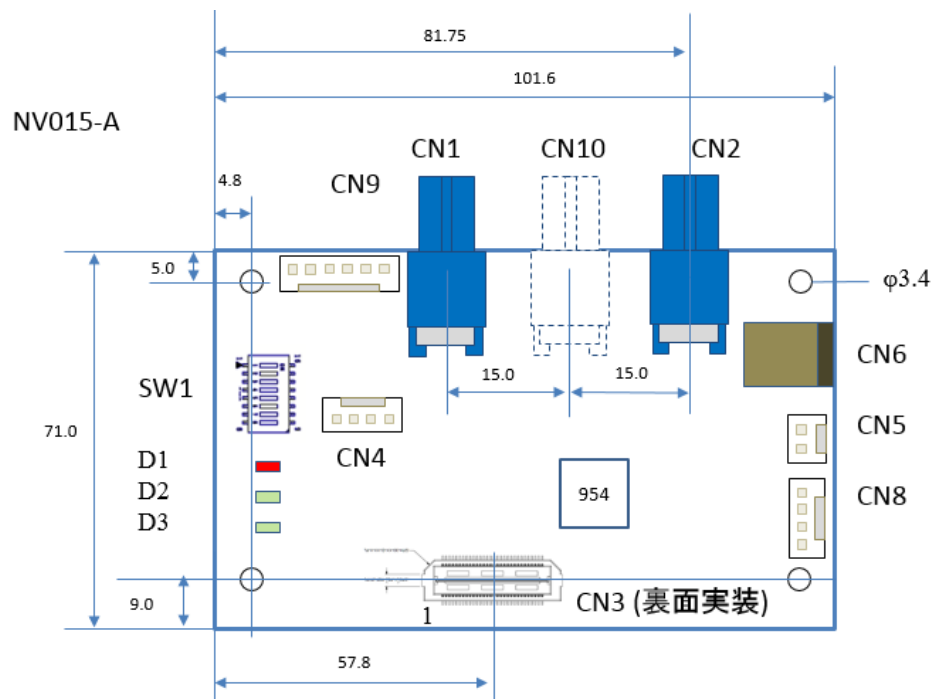 81.75
101.6
NV015-A
CN1
CN10
CN2
4.8
CN9
5.0
φ3.4
CN6
15.0
15.0
SW1
71.0
CN5
CN4
D1
D2
954
CN8
D3
9.0
1
CN3 (裏面実装)
57.8